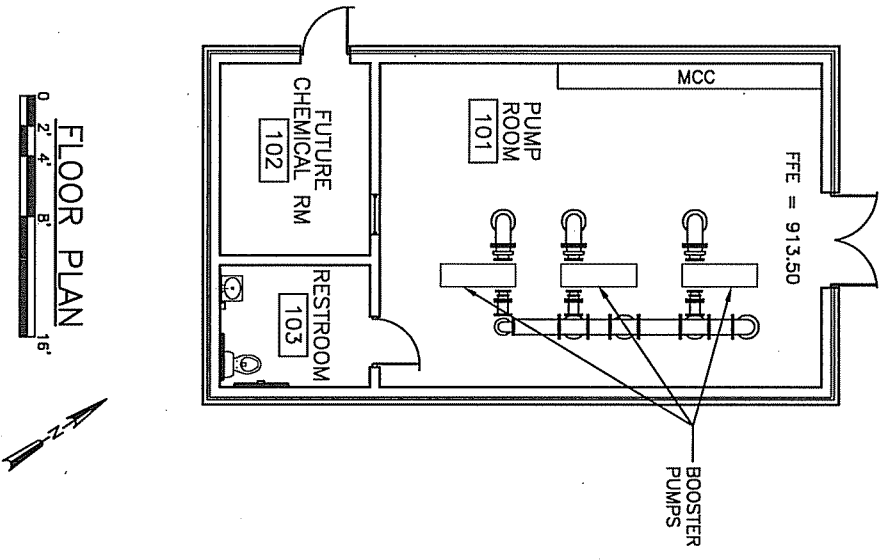 MCC
PUMP
ROOM
101
FFE = 913.50
FUTURE
CHEMICAL RM
102
RESTROOM
103
BOOSTER
PUMPS
FLOOR PLAN
0 2' 4' 8' 16'
N